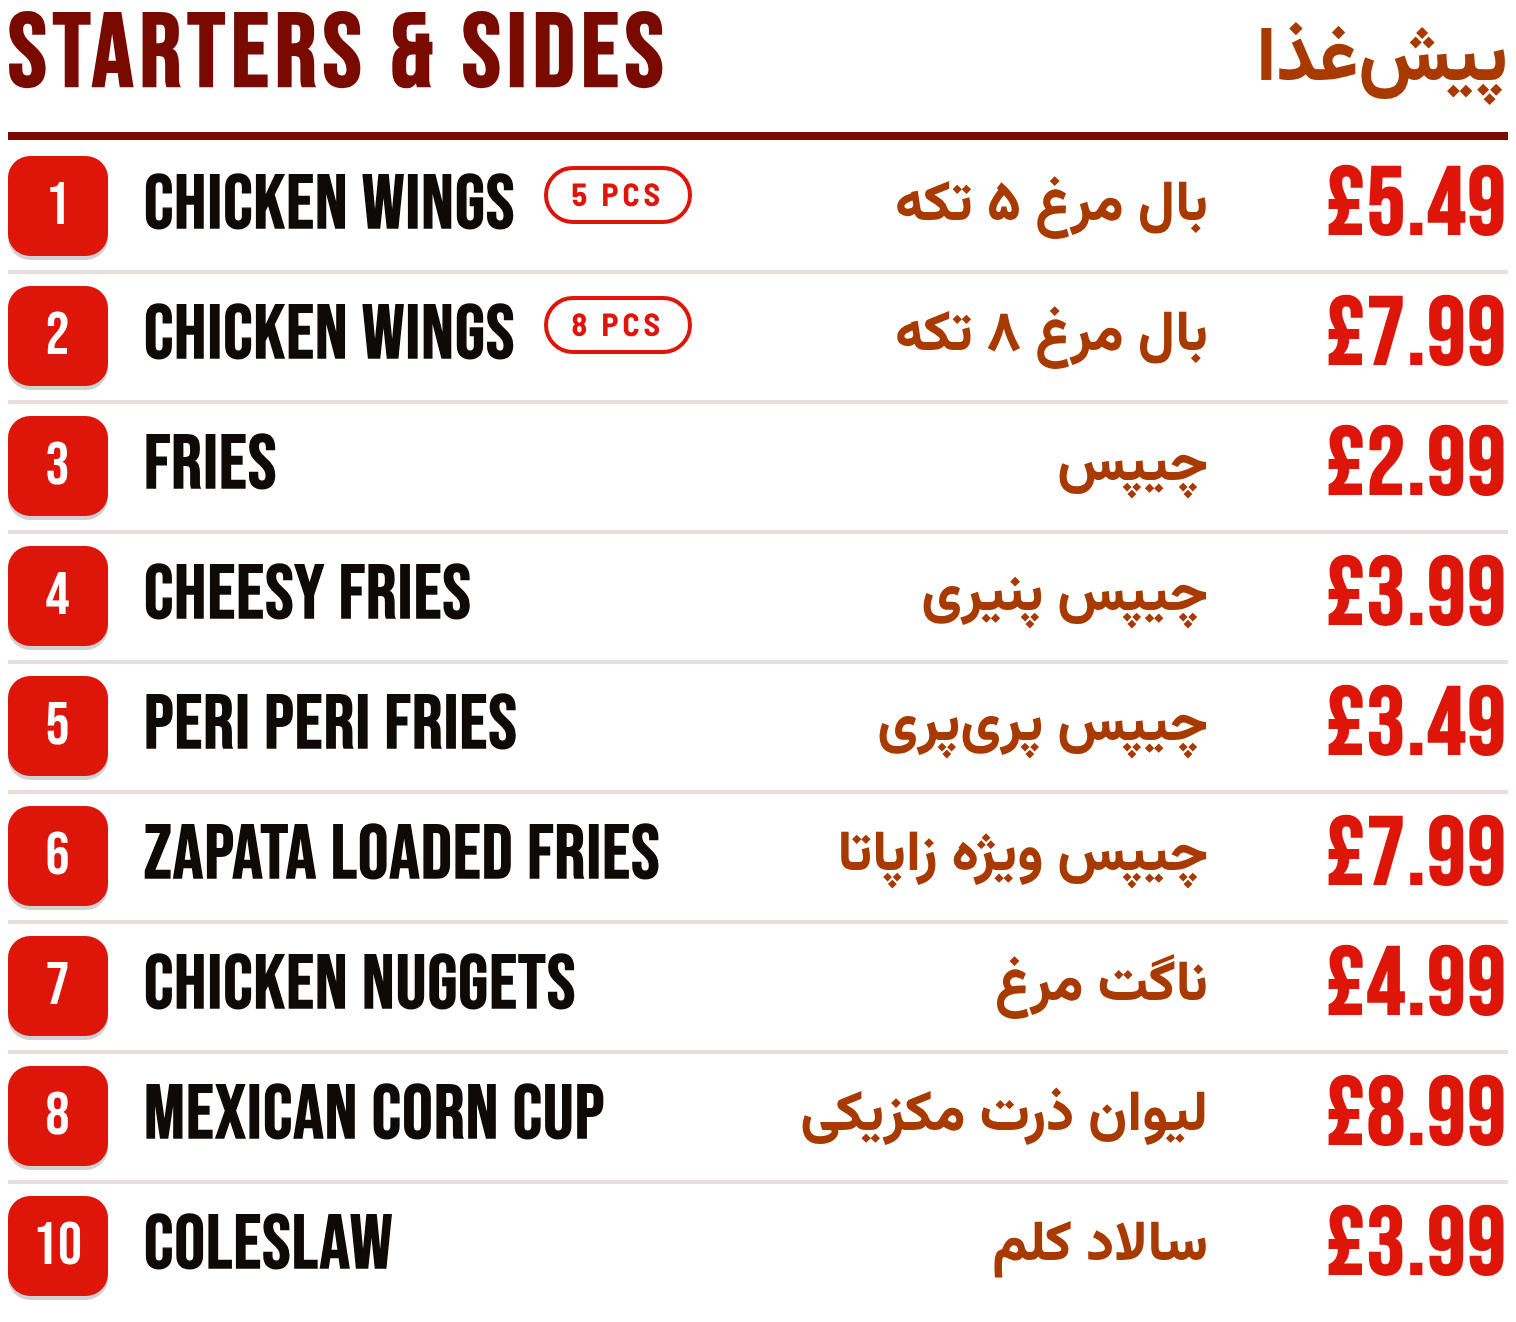 STARTERS & SIDES پیش‌غذا
1 CHICKEN WINGS 5 PCS بال مرغ ۵ تکه £5.49
2 CHICKEN WINGS 8 PCS بال مرغ ۸ تکه £7.99
3 FRIES چیپس £2.99
4 CHEESY FRIES چیپس پنیری £3.99
5 PERI PERI FRIES چیپس پری‌پری £3.49
6 ZAPATA LOADED FRIES چیپس ویژه زاپاتا £7.99
7 CHICKEN NUGGETS ناگت مرغ £4.99
8 MEXICAN CORN CUP لیوان ذرت مکزیکی £8.99
10 COLESLAW سالاد کلم £3.99